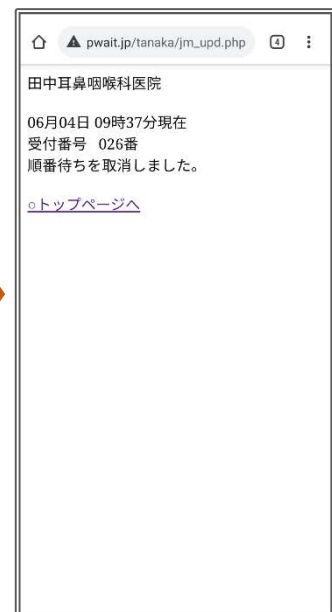 pwait.jp/tanaka/jm_upd.php 4
田中耳鼻咽喉科医院
06月04日 09時37分現在
受付番号 026番
順番待ちを取消しました。
○トップページへ